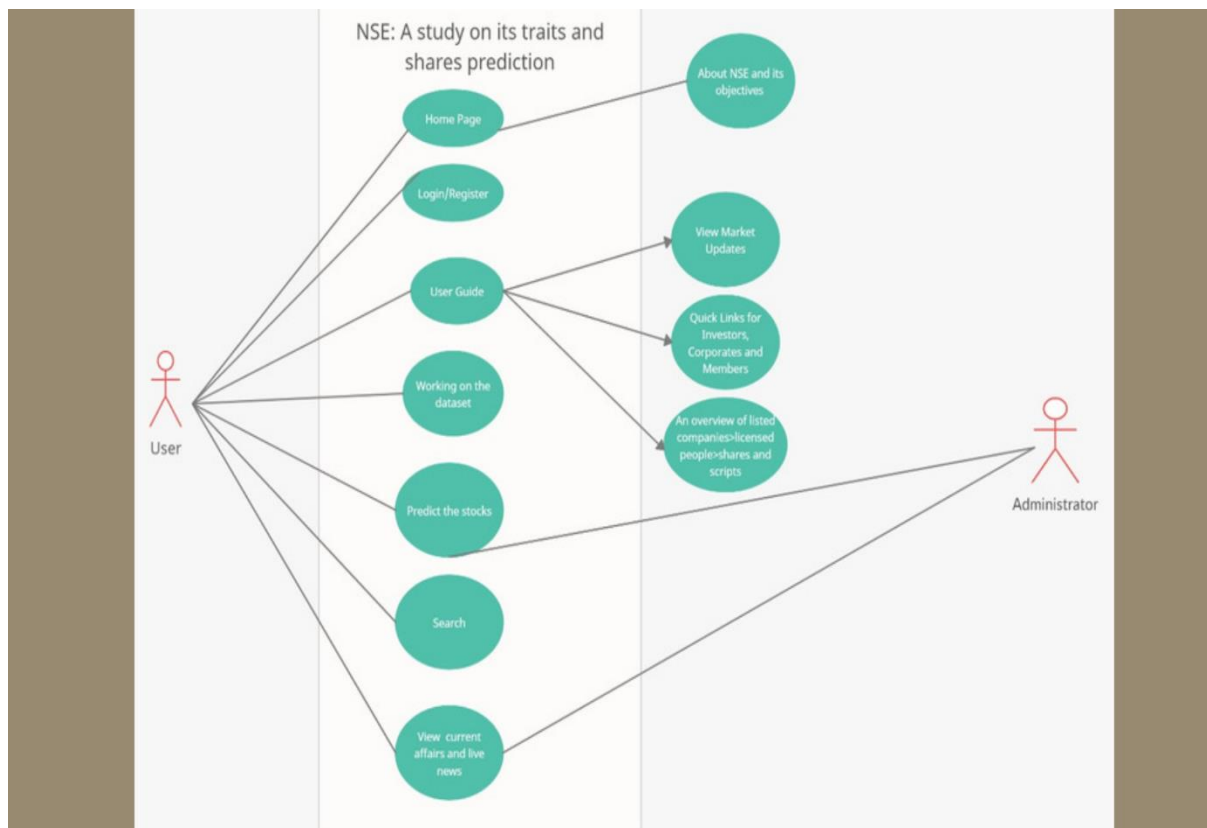 NSE: A study on its traits and
shares prediction
Home Page
About NSE and its
objectives
Login/Register
View Market
Updates
User Guide
Quick Links for
Investors,
Corporates and
Members
Working on the
dataset
An overview of listed
companies>licensed
people>shares and
scripts
User
Administrator
Predict the stocks
Search
View current
affairs and live
news